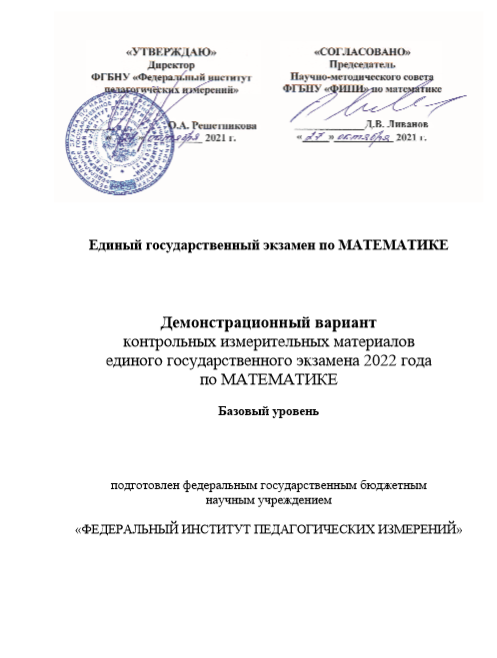 «УТВЕРЖДАЮ»
Директор
ФГБНУ «Федеральный институт
педагогических измерений»
О.А. Решетникова
октября 2021 г.
«СОГЛАСОВАНО»
Председатель
Научно-методического совета
ФГБНУ «ФИПИ» по математике
Д.В. Ливанов
«27» октября 2021 г.
Единый государственный экзамен по МАТЕМАТИКЕ
Демонстрационный вариант
контрольных измерительных материалов
единого государственного экзамена 2022 года
по МАТЕМАТИКЕ
Базовый уровень
подготовлен федеральным государственным бюджетным
научным учреждением
«ФЕДЕРАЛЬНЫЙ ИНСТИТУТ ПЕДАГОГИЧЕСКИХ ИЗМЕРЕНИЙ»